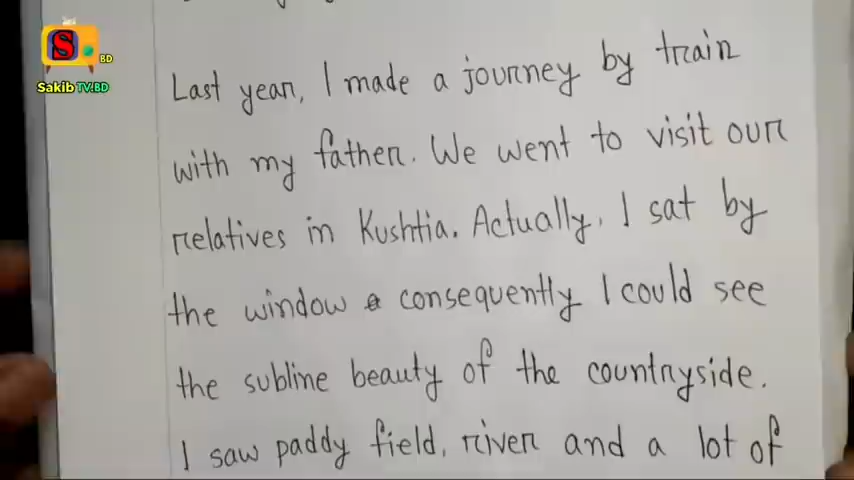 S
BD
Sakib TV.BD
Last year, I made a journey by train
with my father. We went to visit our
relatives in Kushtia. Actually, I sat by
the window consequently I could see
the subline beauty of the countryside.
I saw paddy field, river and a lot of